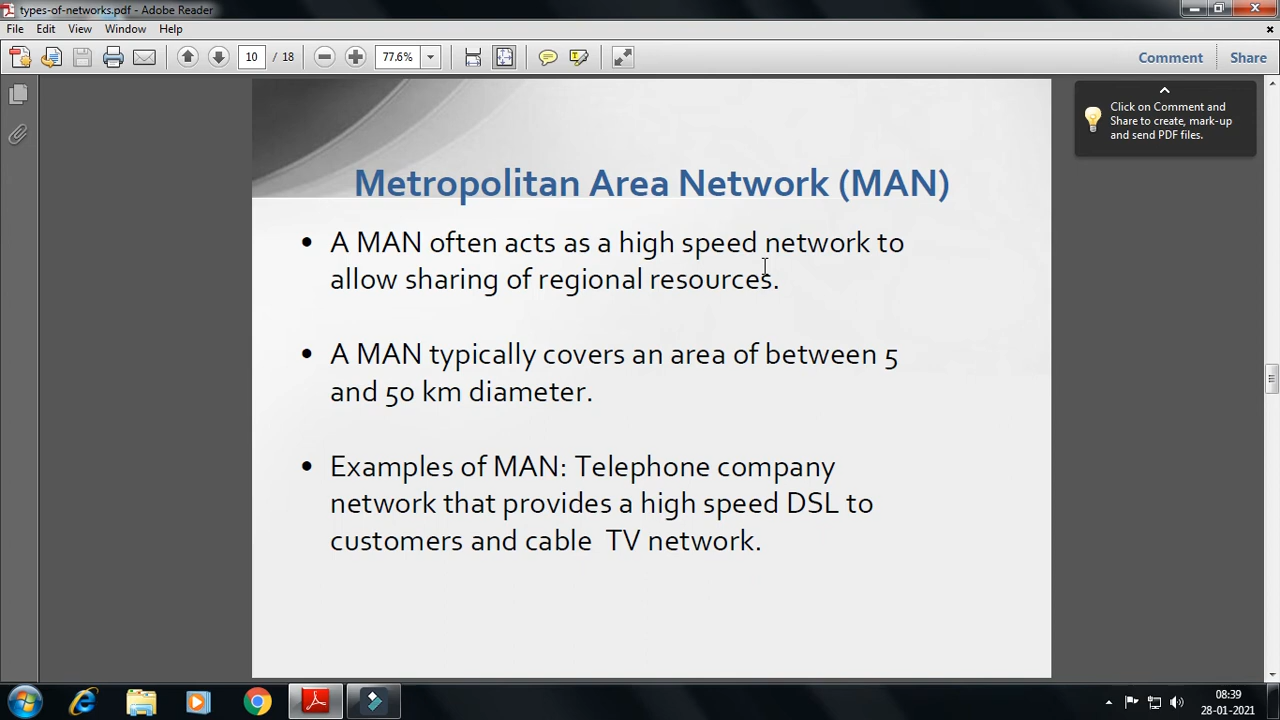 types-of-networks.pdf - Adobe Reader
File Edit View Window Help
10 / 18 77.6% Comment Share
Click on Comment and
Share to create, mark-up
and send PDF files.
Metropolitan Area Network (MAN)
• A MAN often acts as a high speed network to
allow sharing of regional resources.
• A MAN typically covers an area of between 5
and 50 km diameter.
• Examples of MAN: Telephone company
network that provides a high speed DSL to
customers and cable TV network.
08:39
28-01-2021